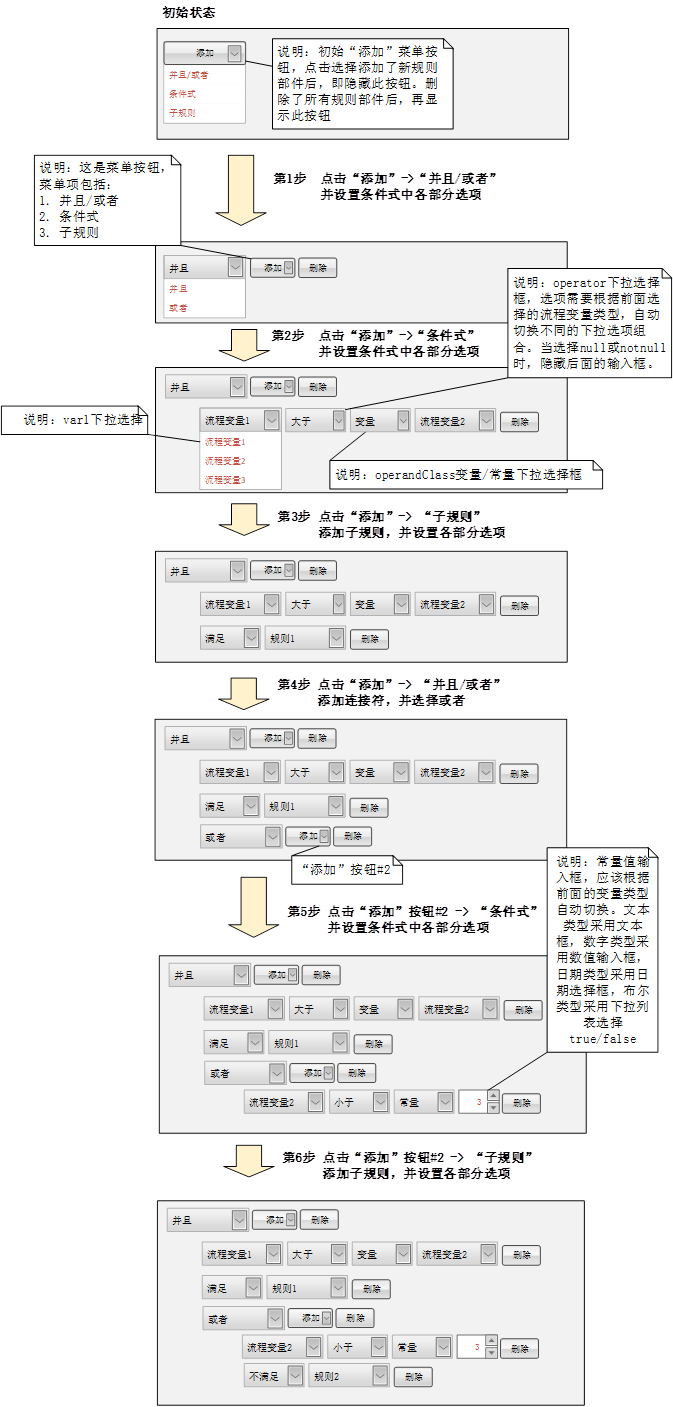 初始状态
添加
并且/或者
条件式
子规则
说明：初始“添加”菜单按
钮，点击选择添加了新规则
部件后，即隐藏此按钮。删
除了所有规则部件后，再显
示此按钮
说明：这是菜单按钮，
菜单项包括：
1. 并且/或者
2. 条件式
3. 子规则
第1步 点击“添加”->“并且/或者”
并设置条件式中各部分选项
并且 添加 删除
并且
或者
说明：operator下拉选择
框，选项需要根据前面选
择的流程变量类型，自动
切换不同的下拉选项组
合。当选择null或notnull
时，隐藏后面的输入框。
第2步 点击“添加”->“条件式”
并设置条件式中各部分选项
并且 添加 删除
说明：var1下拉选择
流程变量1 大于 变量 流程变量2 删除
流程变量1
流程变量2
流程变量3
说明：operandClass变量/常量下拉选择框
第3步 点击“添加”-> “子规则”
添加子规则，并设置各部分选项
并且 添加 删除
流程变量1 大于 变量 流程变量2 删除
满足 规则1 删除
第4步 点击“添加”-> “并且/或者”
添加连接符，并选择或者
并且 添加 删除
流程变量1 大于 变量 流程变量2 删除
满足 规则1 删除
或者 添加 删除
“添加”按钮#2
说明：常量值输
入框，应该根据
前面的变量类型
自动切换。文本
类型采用文本
框，数字类型采
用数值输入框，
日期类型采用日
期选择框，布尔
类型采用下拉列
表选择
true/false
第5步 点击“添加”按钮#2 -> “条件式”
并设置条件式中各部分选项
并且 添加 删除
流程变量1 大于 变量 流程变量2 删除
满足 规则1 删除
或者 添加 删除
流程变量2 小于 常量 3 删除
第6步 点击“添加”按钮#2 -> “子规则”
添加子规则，并设置各部分选项
并且 添加 删除
流程变量1 大于 变量 流程变量2 删除
满足 规则1 删除
或者 添加 删除
流程变量2 小于 常量 3 删除
不满足 规则2 删除